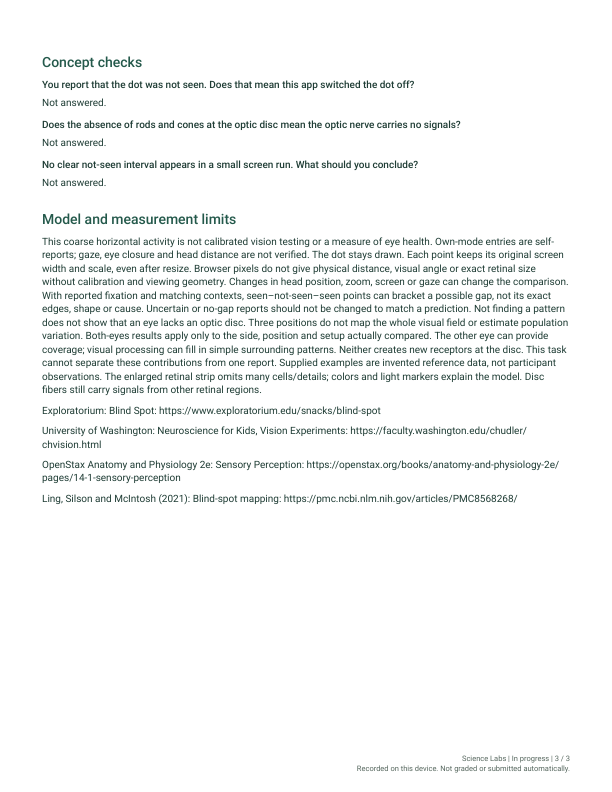 Concept checks
You report that the dot was not seen. Does that mean this app switched the dot off?
Not answered.
Does the absence of rods and cones at the optic disc mean the optic nerve carries no signals?
Not answered.
No clear not-seen interval appears in a small screen run. What should you conclude?
Not answered.
Model and measurement limits
This coarse horizontal activity is not calibrated vision testing or a measure of eye health. Own-mode entries are self-
reports; gaze, eye closure and head distance are not verified. The dot stays drawn. Each point keeps its original screen
width and scale, even after resize. Browser pixels do not give physical distance, visual angle or exact retinal size
without calibration and viewing geometry. Changes in head position, zoom, screen or gaze can change the comparison.
With reported fixation and matching contexts, seen–not-seen–seen points can bracket a possible gap, not its exact
edges, shape or cause. Uncertain or no-gap reports should not be changed to match a prediction. Not finding a pattern
does not show that an eye lacks an optic disc. Three positions do not map the whole visual field or estimate population
variation. Both-eyes results apply only to the side, position and setup actually compared. The other eye can provide
coverage; visual processing can fill in simple surrounding patterns. Neither creates new receptors at the disc. This task
cannot separate these contributions from one report. Supplied examples are invented reference data, not participant
observations. The enlarged retinal strip omits many cells/details; colors and light markers explain the model. Disc
fibers still carry signals from other retinal regions.
Exploratorium: Blind Spot: https://www.exploratorium.edu/snacks/blind-spot
University of Washington: Neuroscience for Kids, Vision Experiments: https://faculty.washington.edu/chudler/
chvision.html
OpenStax Anatomy and Physiology 2e: Sensory Perception: https://openstax.org/books/anatomy-and-physiology-2e/
pages/14-1-sensory-perception
Ling, Silson and McIntosh (2021): Blind-spot mapping: https://pmc.ncbi.nlm.nih.gov/articles/PMC8568268/
Science Labs | In progress | 3 / 3
Recorded on this device. Not graded or submitted automatically.